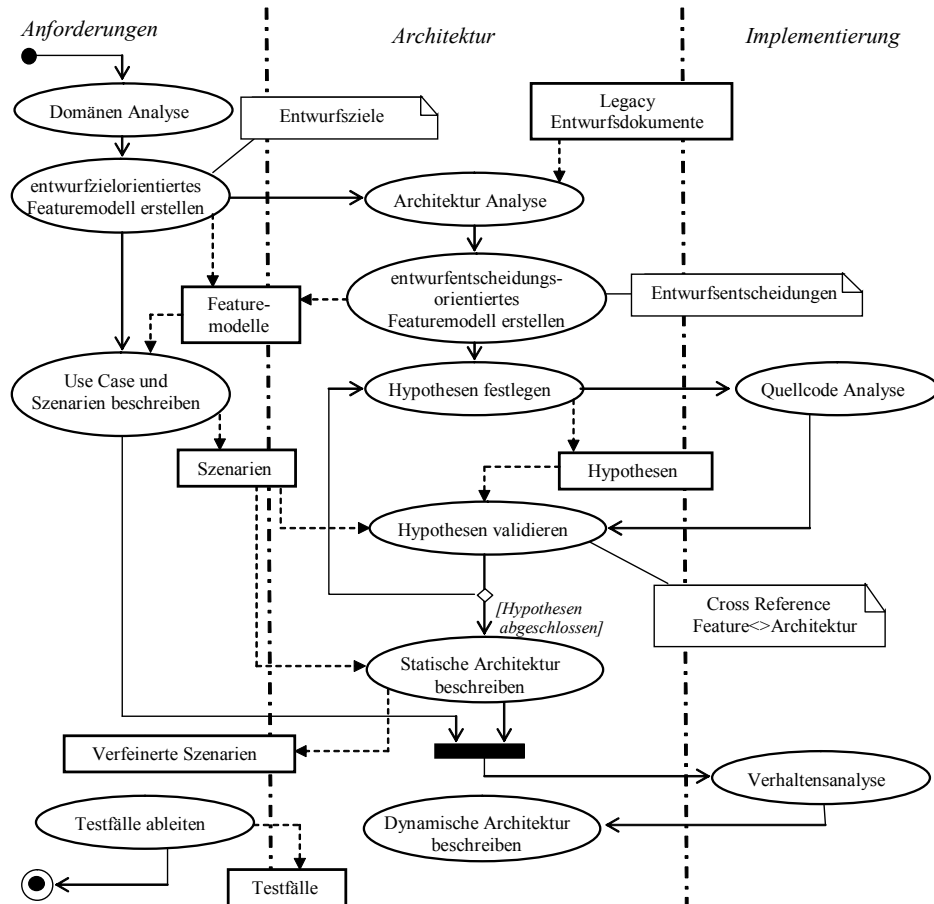 Anforderungen
Architektur
Implementierung
Domänen Analyse
Entwurfsziele
Legacy
Entwurfsdokumente
entwurfzielorientiertes
Featuremodell erstellen
Architektur Analyse
entwurfentscheidungs-
orientiertes
Featuremodell erstellen
Entwurfsentscheidungen
Feature-
modelle
Use Case und
Szenarien beschreiben
Hypothesen festlegen
Quellcode Analyse
Szenarien
Hypothesen
Hypothesen validieren
[Hypothesen
abgeschlossen]
Cross Reference
Feature<>Architektur
Statische Architektur
beschreiben
Verfeinerte Szenarien
Verhaltensanalyse
Testfälle ableiten
Dynamische Architektur
beschreiben
Testfälle